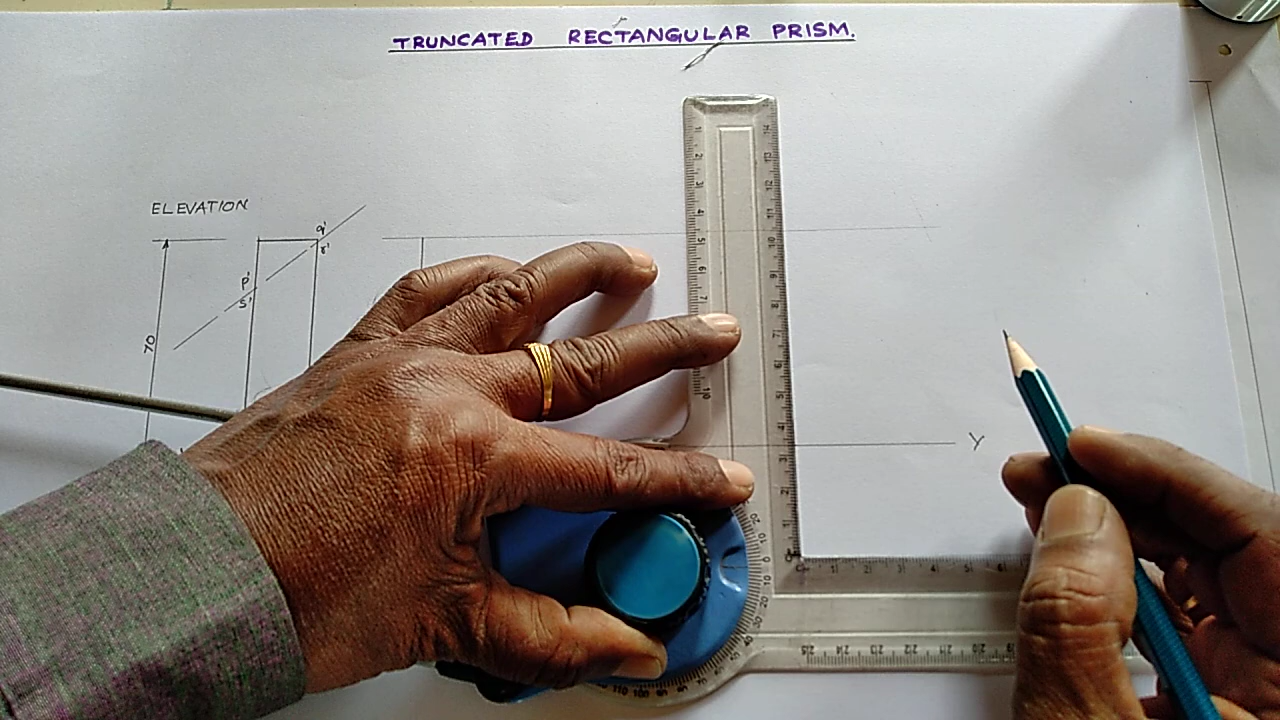 TRUNCATED RECTANGULAR PRISM.
ELEVATION
q'
r'
p'
s'
70
Y